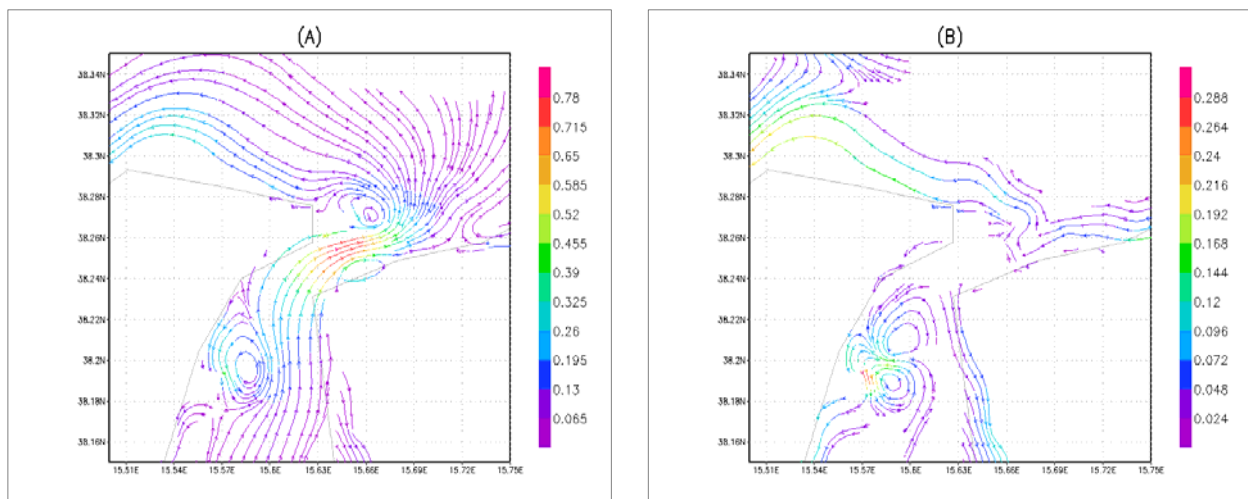 (A)
38.34N
38.32N
38.3N
38.28N
38.26N
38.24N
38.22N
38.2N
38.18N
38.16N
15.51E 15.54E 15.57E 15.6E 15.63E 15.66E 15.69E 15.72E 15.75E
0.78
0.715
0.65
0.585
0.52
0.455
0.39
0.325
0.26
0.195
0.13
0.065
(B)
38.34N
38.32N
38.3N
38.28N
38.26N
38.24N
38.22N
38.2N
38.18N
38.16N
15.51E 15.54E 15.57E 15.6E 15.63E 15.66E 15.69E 15.72E 15.75E
0.288
0.264
0.24
0.216
0.192
0.168
0.144
0.12
0.096
0.072
0.048
0.024